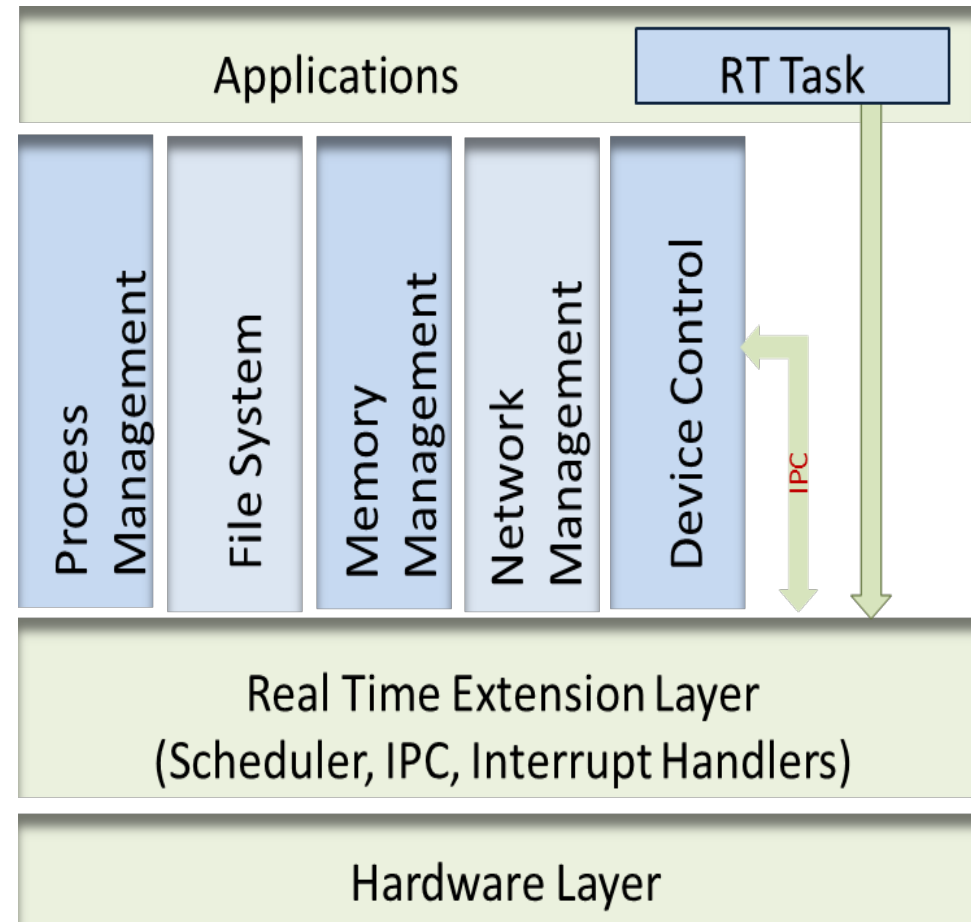 Applications
RT Task
Process
Management
File System
Memory
Management
Network
Management
Device Control
IPC
Real Time Extension Layer
(Scheduler, IPC, Interrupt Handlers)
Hardware Layer